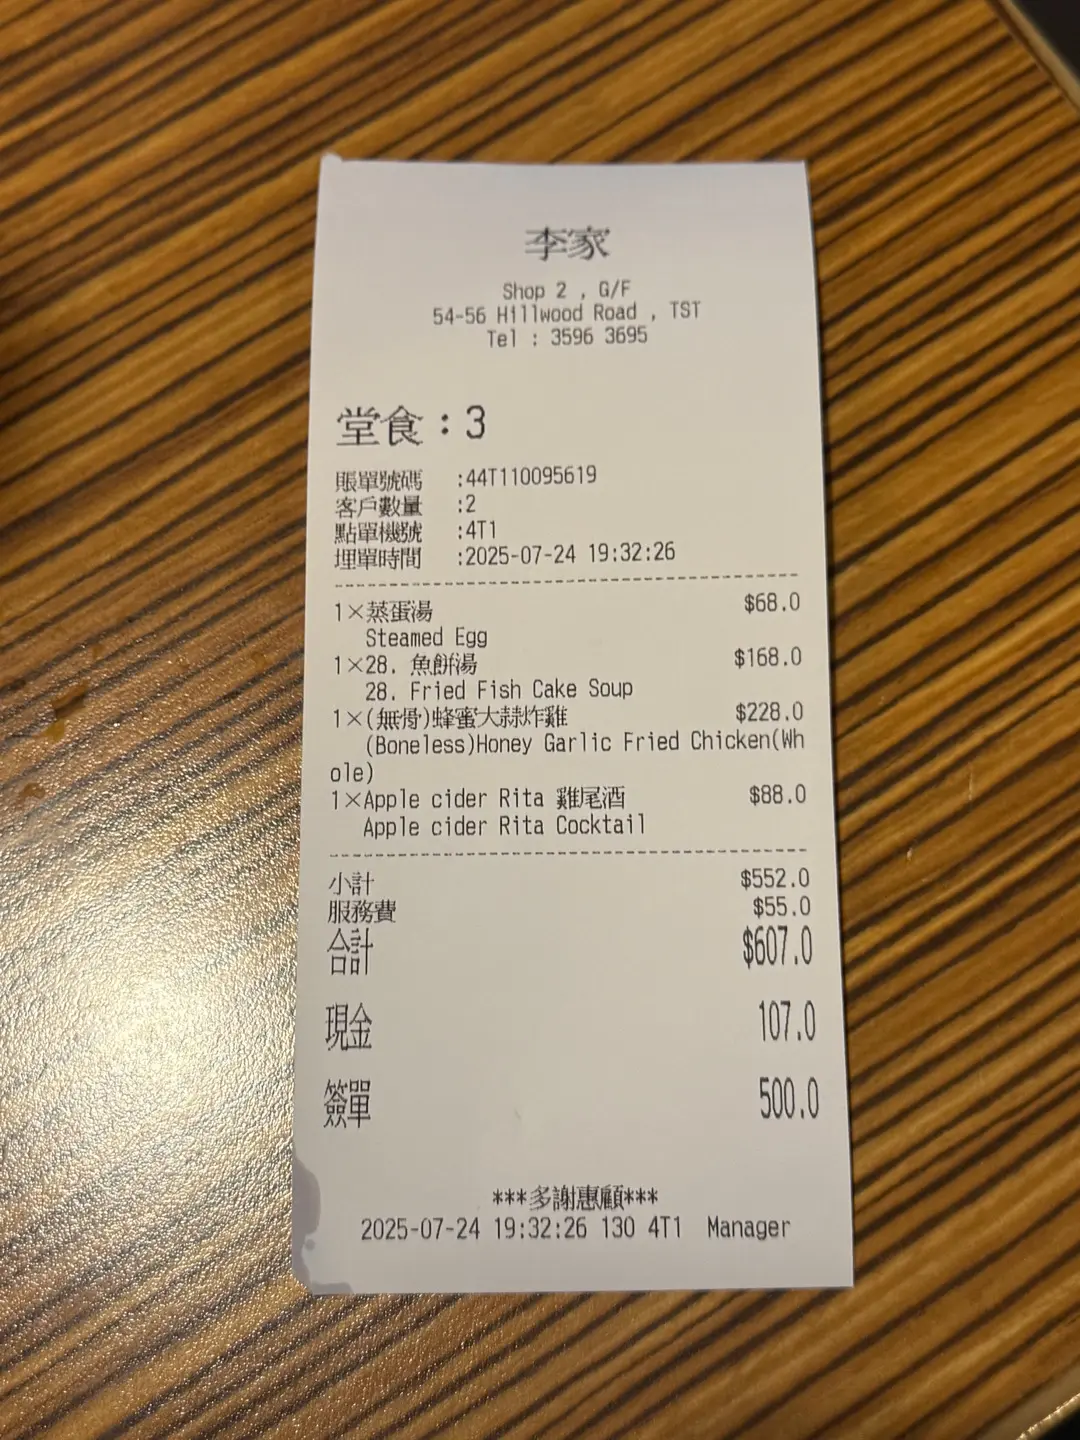 李家
Shop 2 , G/F
54-56 Hillwood Road , TST
Tel : 3596 3695
堂食：3
賬單號碼 :44T110095619
客戶數量 :2
點單機號 :4T1
埋單時間 :2025-07-24 19:32:26
1×蒸蛋湯 $68.0
Steamed Egg
1×28. 魚餅湯 $168.0
28. Fried Fish Cake Soup
1×(無骨)蜂蜜大蒜炸雞 $228.0
(Boneless)Honey Garlic Fried Chicken(Wh
ole)
1×Apple cider Rita 雞尾酒 $88.0
Apple cider Rita Cocktail
小計 $552.0
服務費 $55.0
合計 $607.0
現金 107.0
簽單 500.0
***多謝惠顧***
2025-07-24 19:32:26 130 4T1 Manager